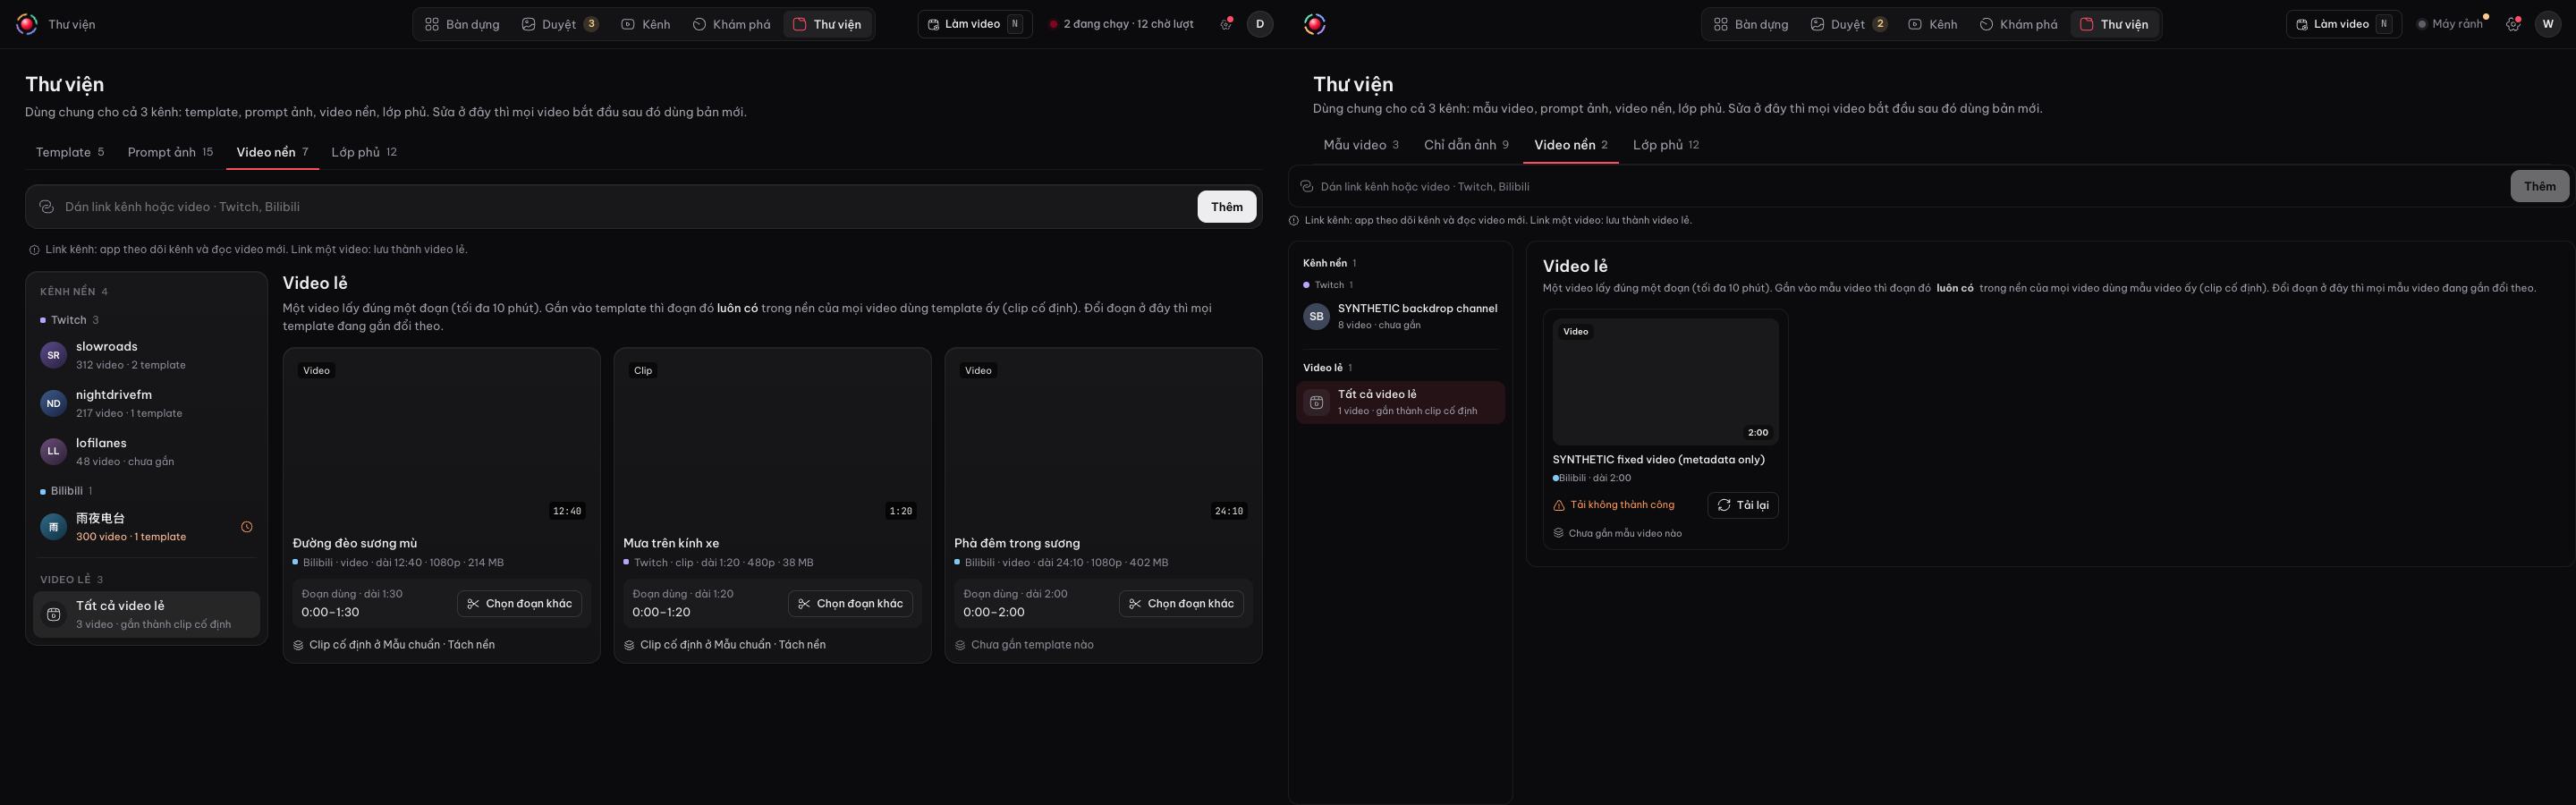 Thư viện
Bàn dựng
Duyệt 3
Kênh
Khám phá
Thư viện
Làm video N
2 đang chạy · 12 chờ lượt
D
Thư viện
Dùng chung cho cả 3 kênh: template, prompt ảnh, video nền, lớp phủ. Sửa ở đây thì mọi video bắt đầu sau đó dùng bản mới.
Template 5
Prompt ảnh 15
Video nền 7
Lớp phủ 12
Dán link kênh hoặc video · Twitch, Bilibili
Thêm
Link kênh: app theo dõi kênh và đọc video mới. Link một video: lưu thành video lẻ.
KÊNH NỀN 4
Twitch 3
SR
slowroads
312 video · 2 template
ND
nightdrivefm
217 video · 1 template
LL
lofilanes
48 video · chưa gắn
Bilibili 1
雨
雨夜电台
300 video · 1 template
VIDEO LẺ 3
Tất cả video lẻ
3 video · gắn thành clip cố định
Video lẻ
Một video lấy đúng một đoạn (tối đa 10 phút). Gắn vào template thì đoạn đó luôn có trong nền của mọi video dùng template ấy (clip cố định). Đổi đoạn ở đây thì mọi
template đang gắn đổi theo.
Video
12:40
Đường đèo sương mù
Bilibili · video · dài 12:40 · 1080p · 214 MB
Đoạn dùng · dài 1:30
0:00–1:30
Chọn đoạn khác
Clip cố định ở Mẫu chuẩn · Tách nền
Clip
1:20
Mưa trên kính xe
Twitch · clip · dài 1:20 · 480p · 38 MB
Đoạn dùng · dài 1:20
0:00–1:20
Chọn đoạn khác
Clip cố định ở Mẫu chuẩn · Tách nền
Video
24:10
Phà đêm trong sương
Bilibili · video · dài 24:10 · 1080p · 402 MB
Đoạn dùng · dài 2:00
0:00–2:00
Chọn đoạn khác
Chưa gắn template nào
Bàn dựng
Duyệt 2
Kênh
Khám phá
Thư viện
Làm video N
Máy rảnh
W
Thư viện
Dùng chung cho cả 3 kênh: mẫu video, prompt ảnh, video nền, lớp phủ. Sửa ở đây thì mọi video bắt đầu sau đó dùng bản mới.
Mẫu video 3
Chỉ dẫn ảnh 9
Video nền 2
Lớp phủ 12
Dán link kênh hoặc video · Twitch, Bilibili
Thêm
Link kênh: app theo dõi kênh và đọc video mới. Link một video: lưu thành video lẻ.
Kênh nền 1
Twitch 1
SB
SYNTHETIC backdrop channel
8 video · chưa gắn
Video lẻ 1
Tất cả video lẻ
1 video · gắn thành clip cố định
Video lẻ
Một video lấy đúng một đoạn (tối đa 10 phút). Gắn vào mẫu video thì đoạn đó luôn có trong nền của mọi video dùng mẫu video ấy (clip cố định). Đổi đoạn ở đây thì mọi mẫu video đang gắn đổi theo.
Video
2:00
SYNTHETIC fixed video (metadata only)
Bilibili · dài 2:00
Tải không thành công
Tải lại
Chưa gắn mẫu video nào